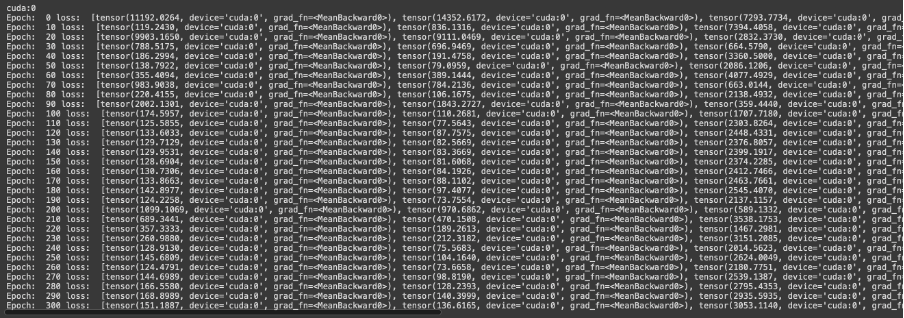 cuda:0
Epoch:  0 loss:  [tensor(11192.0264, device='cuda:0', grad_fn=<MeanBackward0>), tensor(14352.6172, device='cuda:0', grad_fn=<MeanBackward0>), tensor(7293.7734, device='cuda:0', grad_
Epoch:  10 loss:  [tensor(119.2430, device='cuda:0', grad_fn=<MeanBackward0>), tensor(836.1316, device='cuda:0', grad_fn=<MeanBackward0>), tensor(7394.4058, device='cuda:0', grad_fn
Epoch:  20 loss:  [tensor(9903.1650, device='cuda:0', grad_fn=<MeanBackward0>), tensor(9111.0469, device='cuda:0', grad_fn=<MeanBackward0>), tensor(2832.3730, device='cuda:0', grad_f
Epoch:  30 loss:  [tensor(788.5175, device='cuda:0', grad_fn=<MeanBackward0>), tensor(696.9469, device='cuda:0', grad_fn=<MeanBackward0>), tensor(664.5790, device='cuda:0', grad_fn=
Epoch:  40 loss:  [tensor(186.2994, device='cuda:0', grad_fn=<MeanBackward0>), tensor(191.4758, device='cuda:0', grad_fn=<MeanBackward0>), tensor(3360.5000, device='cuda:0', grad_fn
Epoch:  50 loss:  [tensor(138.7922, device='cuda:0', grad_fn=<MeanBackward0>), tensor(79.0959, device='cuda:0', grad_fn=<MeanBackward0>), tensor(2086.1206, device='cuda:0', grad_fn=
Epoch:  60 loss:  [tensor(355.4094, device='cuda:0', grad_fn=<MeanBackward0>), tensor(389.1444, device='cuda:0', grad_fn=<MeanBackward0>), tensor(4077.4929, device='cuda:0', grad_fn
Epoch:  70 loss:  [tensor(983.9038, device='cuda:0', grad_fn=<MeanBackward0>), tensor(784.2136, device='cuda:0', grad_fn=<MeanBackward0>), tensor(663.0144, device='cuda:0', grad_fn=
Epoch:  80 loss:  [tensor(220.4155, device='cuda:0', grad_fn=<MeanBackward0>), tensor(106.1675, device='cuda:0', grad_fn=<MeanBackward0>), tensor(2138.4932, device='cuda:0', grad_fn
Epoch:  90 loss:  [tensor(2002.1301, device='cuda:0', grad_fn=<MeanBackward0>), tensor(1843.2727, device='cuda:0', grad_fn=<MeanBackward0>), tensor(359.4440, device='cuda:0', grad_fn
Epoch:  100 loss:  [tensor(174.5957, device='cuda:0', grad_fn=<MeanBackward0>), tensor(110.2681, device='cuda:0', grad_fn=<MeanBackward0>), tensor(1707.7180, device='cuda:0', grad_f
Epoch:  110 loss:  [tensor(125.5855, device='cuda:0', grad_fn=<MeanBackward0>), tensor(77.5643, device='cuda:0', grad_fn=<MeanBackward0>), tensor(2303.8264, device='cuda:0', grad_fn
Epoch:  120 loss:  [tensor(133.6033, device='cuda:0', grad_fn=<MeanBackward0>), tensor(87.7575, device='cuda:0', grad_fn=<MeanBackward0>), tensor(2448.4331, device='cuda:0', grad_fn
Epoch:  130 loss:  [tensor(129.7129, device='cuda:0', grad_fn=<MeanBackward0>), tensor(82.5669, device='cuda:0', grad_fn=<MeanBackward0>), tensor(2376.8057, device='cuda:0', grad_fn
Epoch:  140 loss:  [tensor(129.9531, device='cuda:0', grad_fn=<MeanBackward0>), tensor(83.3669, device='cuda:0', grad_fn=<MeanBackward0>), tensor(2399.1917, device='cuda:0', grad_fn
Epoch:  150 loss:  [tensor(128.6904, device='cuda:0', grad_fn=<MeanBackward0>), tensor(81.6068, device='cuda:0', grad_fn=<MeanBackward0>), tensor(2374.2285, device='cuda:0', grad_fn
Epoch:  160 loss:  [tensor(130.7306, device='cuda:0', grad_fn=<MeanBackward0>), tensor(84.1926, device='cuda:0', grad_fn=<MeanBackward0>), tensor(2412.7466, device='cuda:0', grad_fn
Epoch:  170 loss:  [tensor(133.8663, device='cuda:0', grad_fn=<MeanBackward0>), tensor(88.1102, device='cuda:0', grad_fn=<MeanBackward0>), tensor(2463.7661, device='cuda:0', grad_fn
Epoch:  180 loss:  [tensor(142.8977, device='cuda:0', grad_fn=<MeanBackward0>), tensor(97.4077, device='cuda:0', grad_fn=<MeanBackward0>), tensor(2545.4070, device='cuda:0', grad_fn
Epoch:  190 loss:  [tensor(124.2258, device='cuda:0', grad_fn=<MeanBackward0>), tensor(73.7554, device='cuda:0', grad_fn=<MeanBackward0>), tensor(2137.1157, device='cuda:0', grad_fn
Epoch:  200 loss:  [tensor(1099.1069, device='cuda:0', grad_fn=<MeanBackward0>), tensor(970.6862, device='cuda:0', grad_fn=<MeanBackward0>), tensor(589.1332, device='cuda:0', grad_f
Epoch:  210 loss:  [tensor(689.3441, device='cuda:0', grad_fn=<MeanBackward0>), tensor(470.1508, device='cuda:0', grad_fn=<MeanBackward0>), tensor(3538.1753, device='cuda:0', grad_f
Epoch:  220 loss:  [tensor(357.3333, device='cuda:0', grad_fn=<MeanBackward0>), tensor(189.2613, device='cuda:0', grad_fn=<MeanBackward0>), tensor(1467.2981, device='cuda:0', grad_f
Epoch:  230 loss:  [tensor(260.9880, device='cuda:0', grad_fn=<MeanBackward0>), tensor(212.3182, device='cuda:0', grad_fn=<MeanBackward0>), tensor(3151.2085, device='cuda:0', grad_f
Epoch:  240 loss:  [tensor(128.9130, device='cuda:0', grad_fn=<MeanBackward0>), tensor(75.5683, device='cuda:0', grad_fn=<MeanBackward0>), tensor(2014.5623, device='cuda:0', grad_fn
Epoch:  250 loss:  [tensor(145.6809, device='cuda:0', grad_fn=<MeanBackward0>), tensor(104.1640, device='cuda:0', grad_fn=<MeanBackward0>), tensor(2624.0049, device='cuda:0', grad_f
Epoch:  260 loss:  [tensor(124.4791, device='cuda:0', grad_fn=<MeanBackward0>), tensor(73.6658, device='cuda:0', grad_fn=<MeanBackward0>), tensor(2180.7751, device='cuda:0', grad_fn
Epoch:  270 loss:  [tensor(144.6989, device='cuda:0', grad_fn=<MeanBackward0>), tensor(98.8190, device='cuda:0', grad_fn=<MeanBackward0>), tensor(2539.1387, device='cuda:0', grad_fn
Epoch:  280 loss:  [tensor(166.5580, device='cuda:0', grad_fn=<MeanBackward0>), tensor(128.2393, device='cuda:0', grad_fn=<MeanBackward0>), tensor(2795.4353, device='cuda:0', grad_f
Epoch:  290 loss:  [tensor(168.8989, device='cuda:0', grad_fn=<MeanBackward0>), tensor(140.3999, device='cuda:0', grad_fn=<MeanBackward0>), tensor(2935.5935, device='cuda:0', grad_f
Epoch:  300 loss:  [tensor(151.1887, device='cuda:0', grad_fn=<MeanBackward0>), tensor(136.6165, device='cuda:0', grad_fn=<MeanBackward0>), tensor(3053.1140, device='cuda:0', grad_f